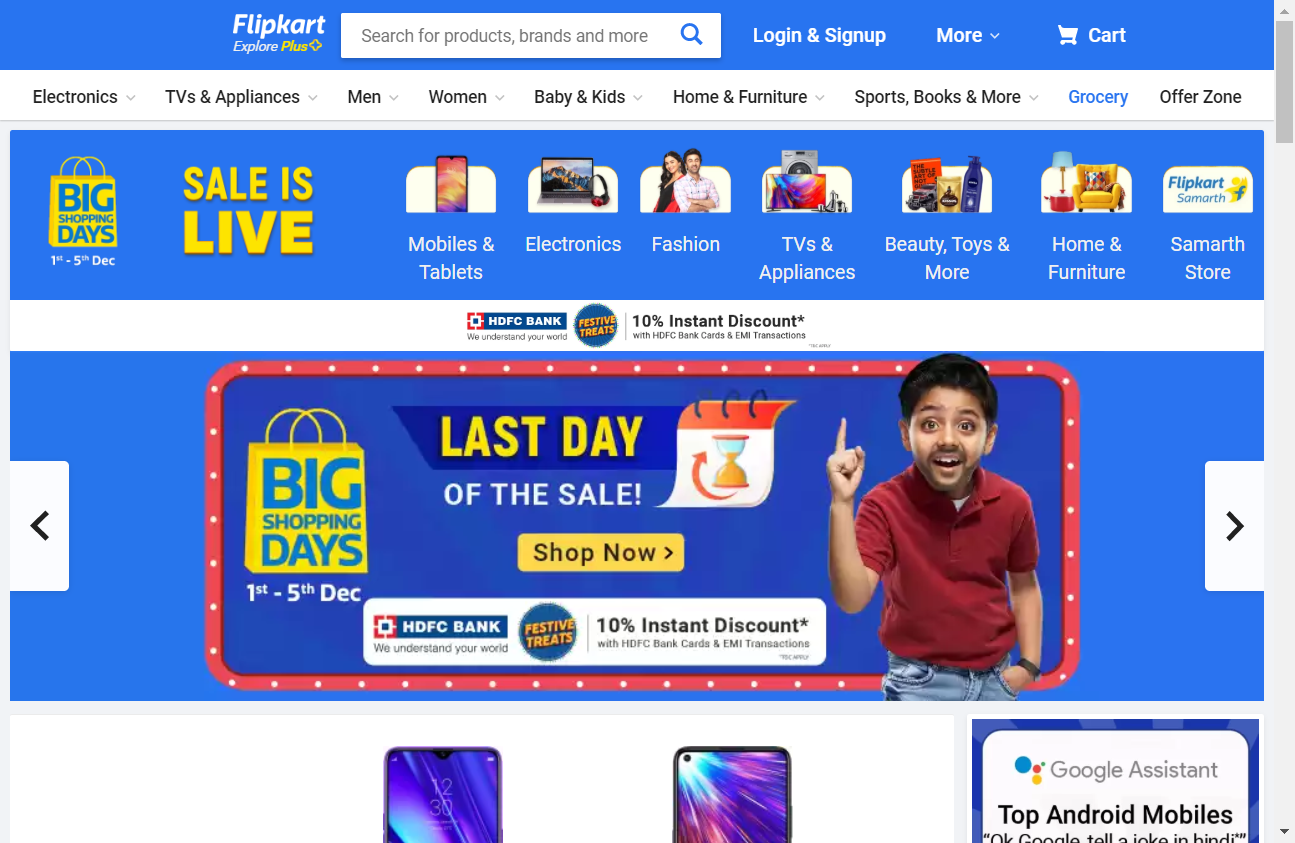 Flipkart
Explore Plus
Search for products, brands and more
Login & Signup
More
Cart
Electronics
TVs & Appliances
Men
Women
Baby & Kids
Home & Furniture
Sports, Books & More
Grocery
Offer Zone
BIG
SHOPPING
DAYS
1st - 5th Dec
SALE IS
LIVE
Mobiles &
Tablets
Electronics
Fashion
TVs &
Appliances
Beauty, Toys &
More
Home &
Furniture
Flipkart
Samarth
Samarth
Store
HDFC BANK
We understand your world
FESTIVE
TREATS
10% Instant Discount*
with HDFC Bank Cards & EMI Transactions
*T&C APPLY
BIG
SHOPPING
DAYS
1st - 5th Dec
LAST DAY
OF THE SALE!
Shop Now >
HDFC BANK
We understand your world
FESTIVE
TREATS
10% Instant Discount*
with HDFC Bank Cards & EMI Transactions
*T&C APPLY
12
30
Google Assistant
Top Android Mobiles
“Ok Google, tell a joke in hindi*”